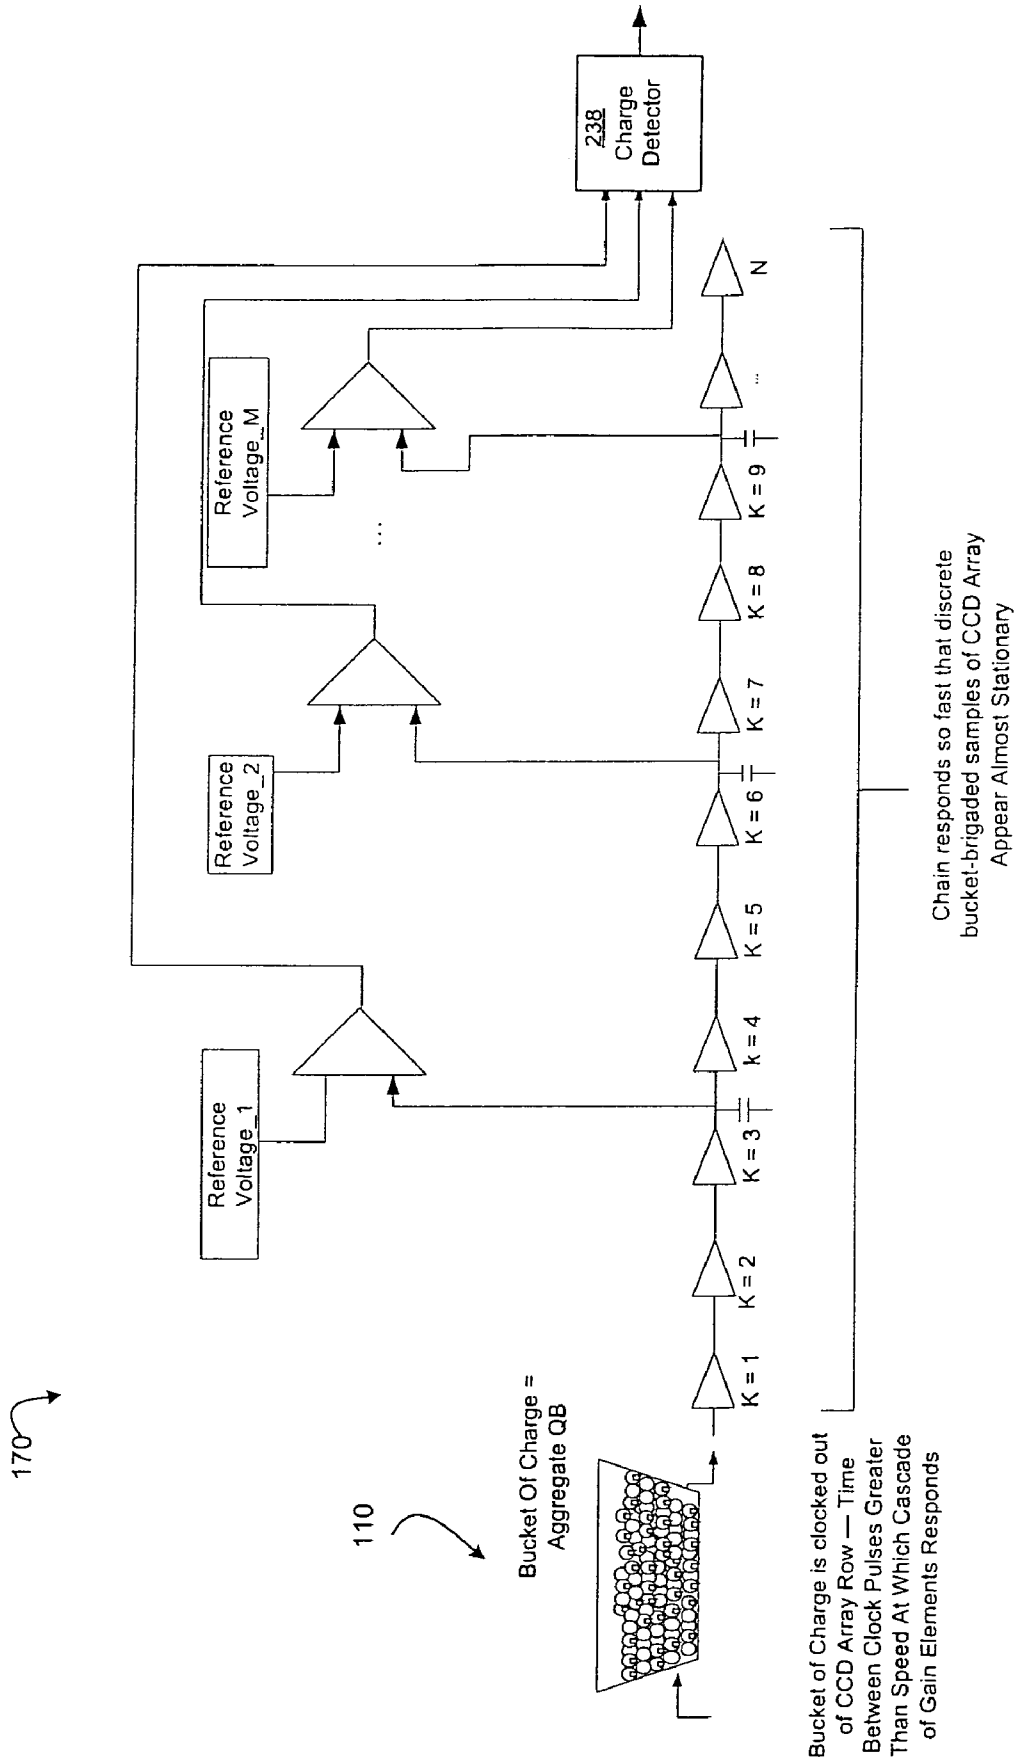 170
110
Bucket Of Charge =
Aggregate QB
Bucket of Charge is clocked out
of CCD Array Row — Time
Between Clock Pulses Greater
Than Speed At Which Cascade
of Gain Elements Responds
K = 1
K = 2
K = 3
k = 4
K = 5
K = 6
K = 7
K = 8
K = 9
...
N
Reference
Voltage_1
Reference
Voltage_2
...
Reference
Voltage_M
238
Charge
Detector
Chain responds so fast that discrete
bucket-brigaded samples of CCD Array
Appear Almost Stationary